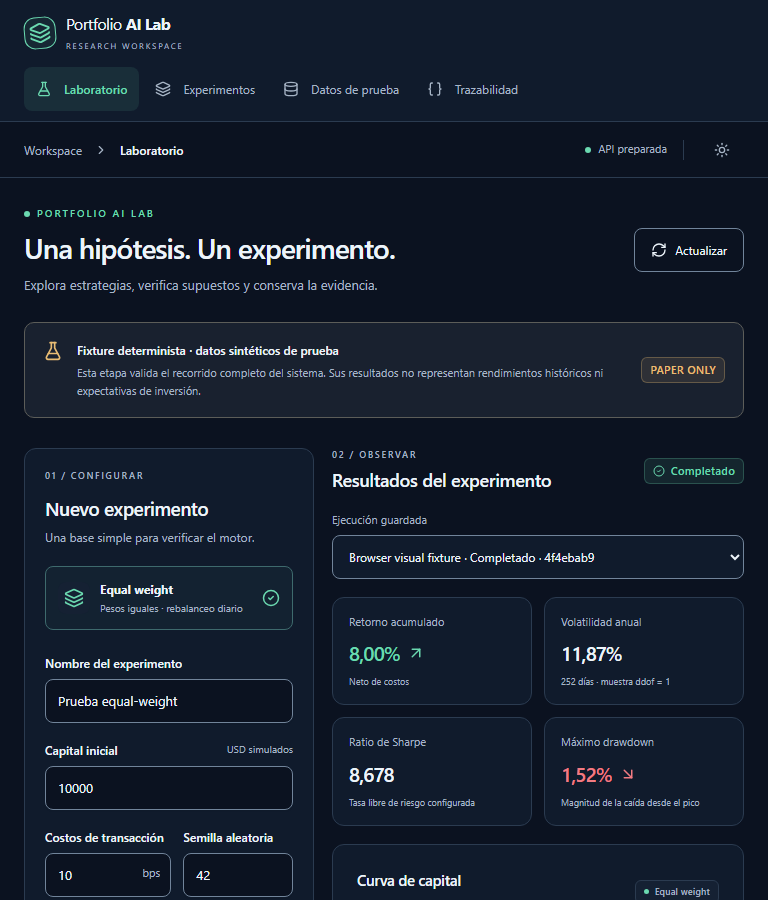 Portfolio AI Lab
RESEARCH WORKSPACE
Laboratorio
Experimentos
Datos de prueba
Trazabilidad
Workspace
Laboratorio
API preparada
PORTFOLIO AI LAB
Una hipótesis. Un experimento.
Actualizar
Explora estrategias, verifica supuestos y conserva la evidencia.
Fixture determinista · datos sintéticos de prueba
Esta etapa valida el recorrido completo del sistema. Sus resultados no representan rendimientos históricos ni
expectativas de inversión.
PAPER ONLY
01 / CONFIGURAR
Nuevo experimento
Una base simple para verificar el motor.
Equal weight
Pesos iguales · rebalanceo diario
Nombre del experimento
Prueba equal-weight
Capital inicial
USD simulados
10000
Costos de transacción
Semilla aleatoria
10
bps
42
02 / OBSERVAR
Resultados del experimento
Completado
Ejecución guardada
Browser visual fixture · Completado · 4f4ebab9
Retorno acumulado
8,00%
Neto de costos
Volatilidad anual
11,87%
252 días · muestra ddof = 1
Ratio de Sharpe
8,678
Tasa libre de riesgo configurada
Máximo drawdown
1,52%
Magnitud de la caída desde el pico
Curva de capital
Equal weight